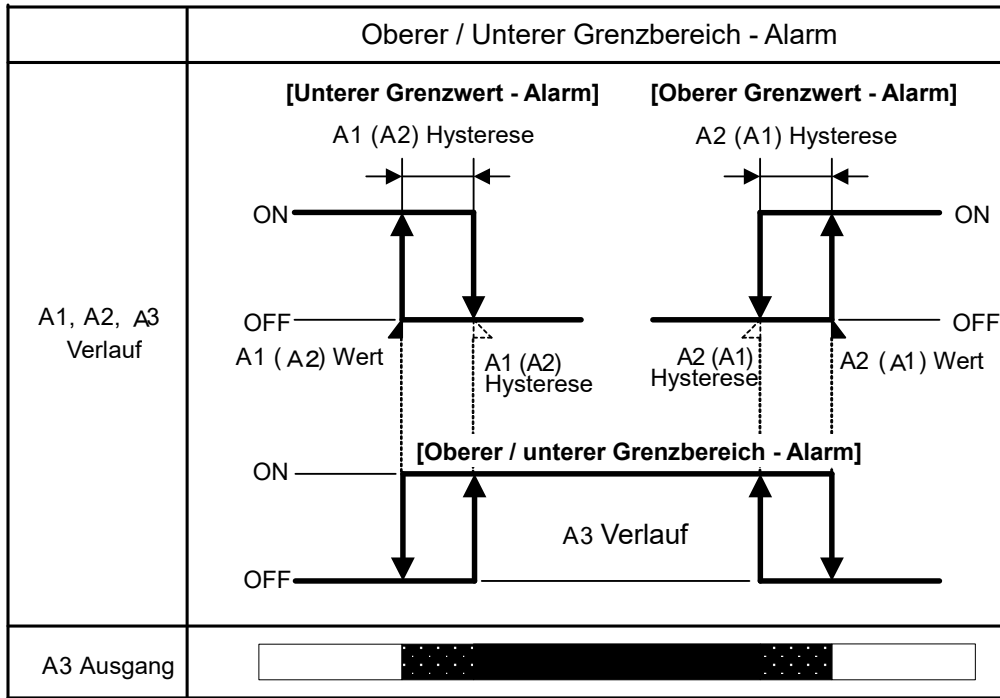 Oberer / Unterer Grenzbereich - Alarm
[Unterer Grenzwert - Alarm]
[Oberer Grenzwert - Alarm]
A1 (A2) Hysterese
A2 (A1) Hysterese
ON
ON
OFF
OFF
A1, A2, A3
Verlauf
A1 (A2) Wert
A1 (A2)
Hysterese
A2 (A1)
Hysterese
A2 (A1) Wert
[Oberer / unterer Grenzbereich - Alarm]
ON
A3 Verlauf
OFF
A3 Ausgang